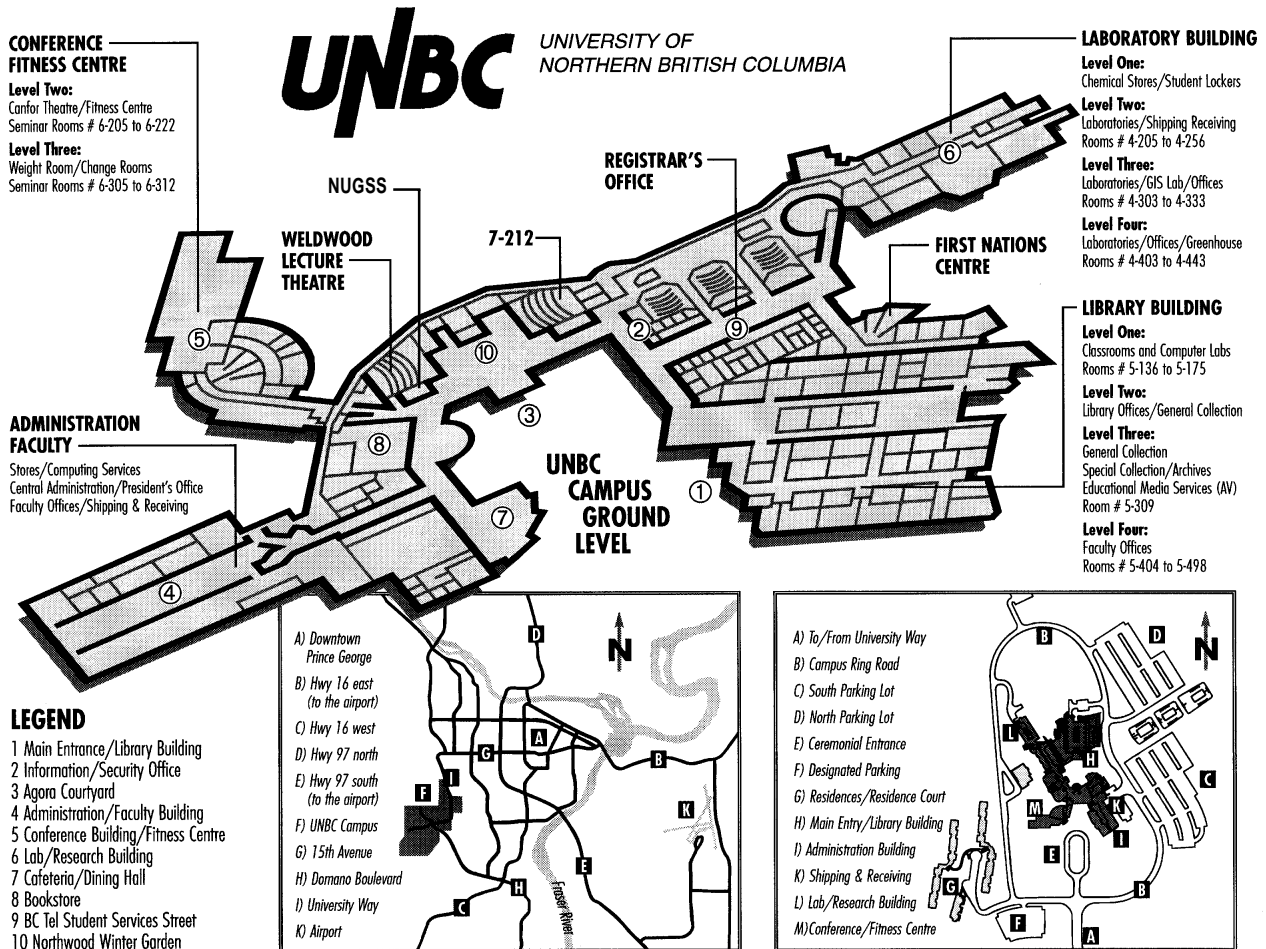 UNBC
UNIVERSITY OF
NORTHERN BRITISH COLUMBIA
CONFERENCE
FITNESS CENTRE
Level Two:
Canfor Theatre/Fitness Centre
Seminar Rooms # 6-205 to 6-222
Level Three:
Weight Room/Change Rooms
Seminar Rooms # 6-305 to 6-312
NUGSS
WELDWOOD
LECTURE
THEATRE
7-212
REGISTRAR'S
OFFICE
FIRST NATIONS
CENTRE
LABORATORY BUILDING
Level One:
Chemical Stores/Student Lockers
Level Two:
Laboratories/Shipping Receiving
Rooms # 4-205 to 4-256
Level Three:
Laboratories/GIS Lab/Offices
Rooms # 4-303 to 4-333
Level Four:
Laboratories/Offices/Greenhouse
Rooms # 4-403 to 4-443
LIBRARY BUILDING
Level One:
Classrooms and Computer Labs
Rooms # 5-136 to 5-175
Level Two:
Library Offices/General Collection
Level Three:
General Collection
Special Collection/Archives
Educational Media Services (AV)
Room # 5-309
Level Four:
Faculty Offices
Rooms # 5-404 to 5-498
ADMINISTRATION
FACULTY
Stores/Computing Services
Central Administration/President's Office
Faculty Offices/Shipping & Receiving
6
5
2
9
10
3
8
1
7
4
UNBC
CAMPUS
GROUND
LEVEL
LEGEND
1 Main Entrance/Library Building
2 Information/Security Office
3 Agora Courtyard
4 Administration/Faculty Building
5 Conference Building/Fitness Centre
6 Lab/Research Building
7 Cafeteria/Dining Hall
8 Bookstore
9 BC Tel Student Services Street
10 Northwood Winter Garden
A) Downtown
Prince George
B) Hwy 16 east
(to the airport)
C) Hwy 16 west
D) Hwy 97 north
E) Hwy 97 south
(to the airport)
F) UNBC Campus
G) 15th Avenue
H) Domano Boulevard
I) University Way
K) Airport
D
N
A
G
B
I
F
K
E
H
C
Fraser River
A) To/From University Way
B) Campus Ring Road
C) South Parking Lot
D) North Parking Lot
E) Ceremonial Entrance
F) Designated Parking
G) Residences/Residence Court
H) Main Entry/Library Building
I) Administration Building
K) Shipping & Receiving
L) Lab/Research Building
M) Conference/Fitness Centre
B
D
N
L
H
C
M
K
I
E
G
B
F
A